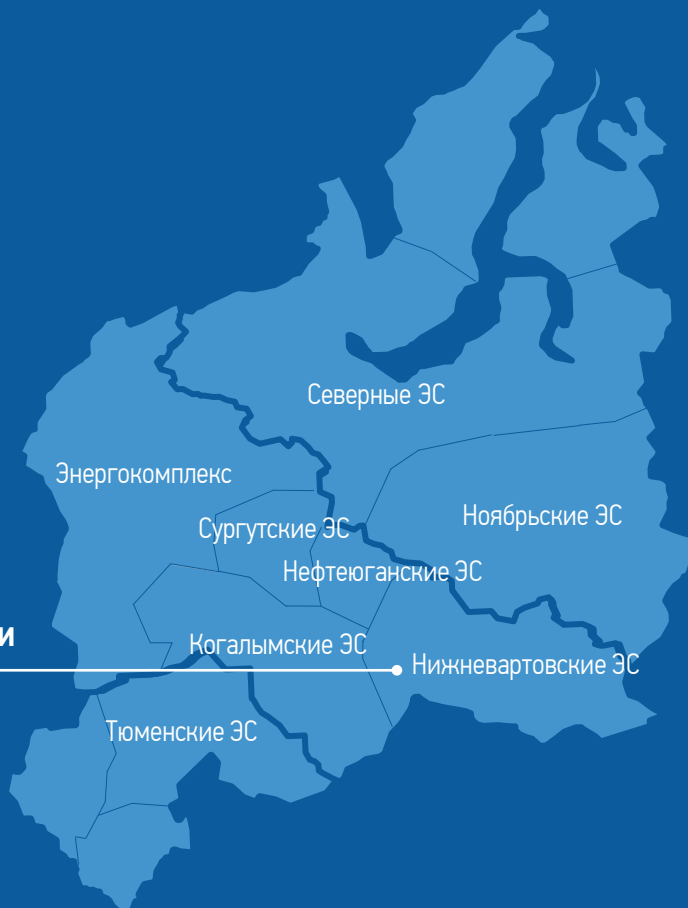 Северные ЭС
Энергокомплекс
Ноябрьские ЭС
Сургутские ЭС
Нефтеюганские ЭС
и
Когалымские ЭС
Нижневартовские ЭС
Тюменские ЭС